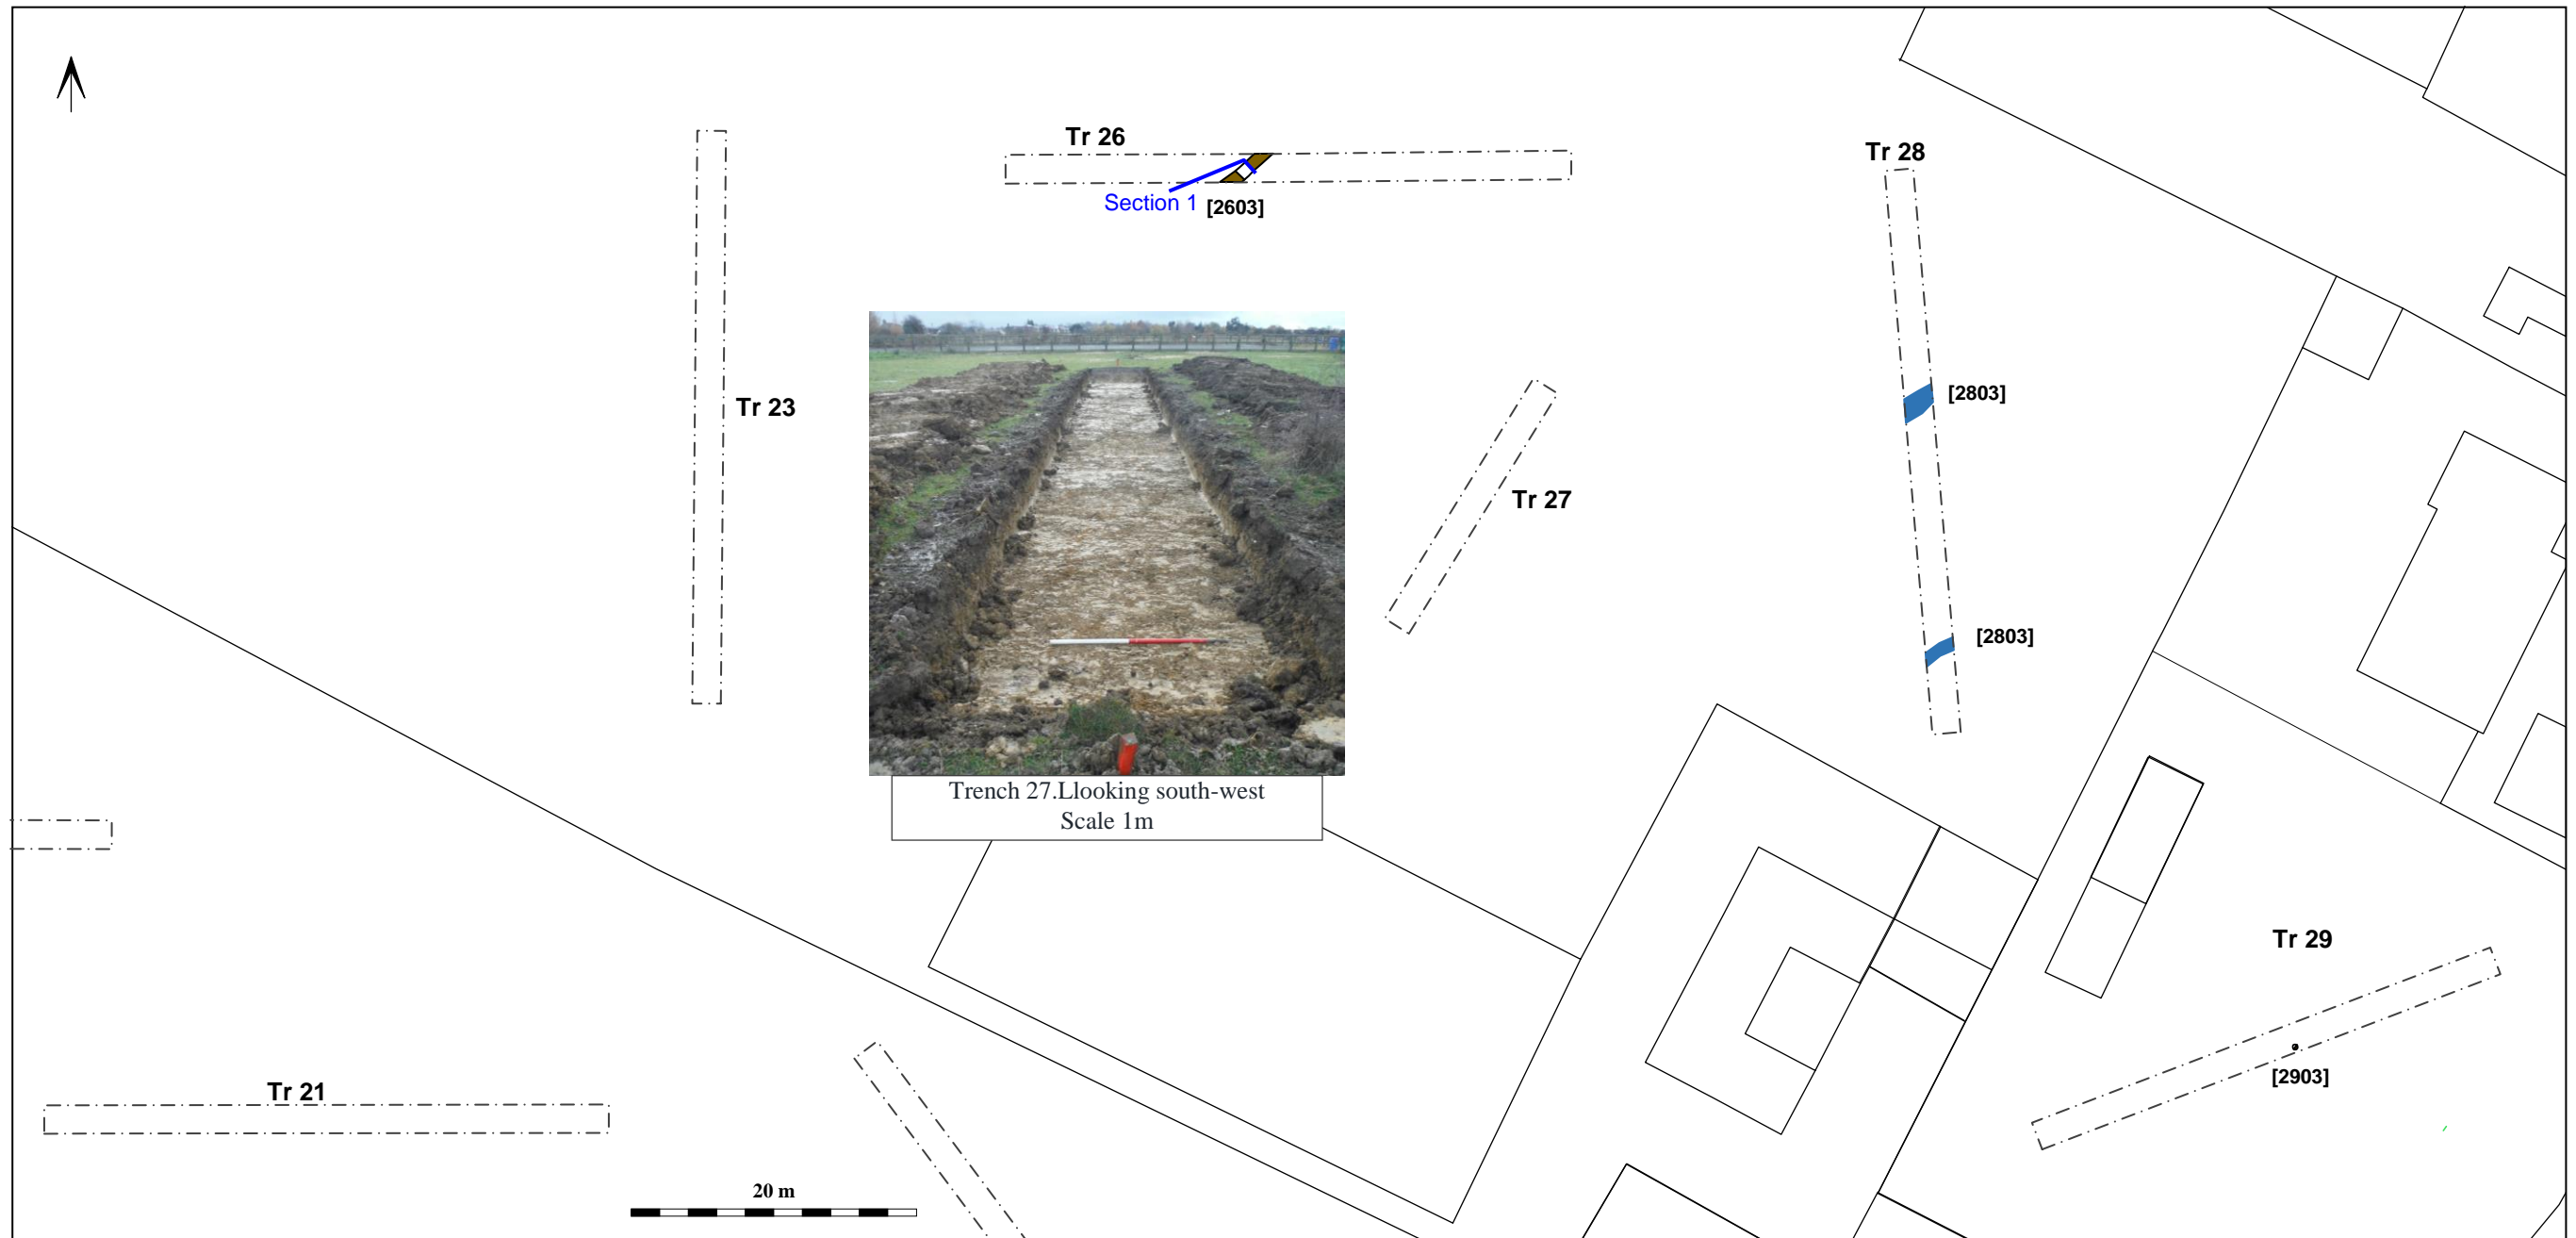 Tr 26
Section 1 [2603]
Tr 28
[2803]
Tr 23
Tr 27
[2803]
Trench 27.Llooking south-west
Scale 1m
Tr 29
[2903]
Tr 21
20 m